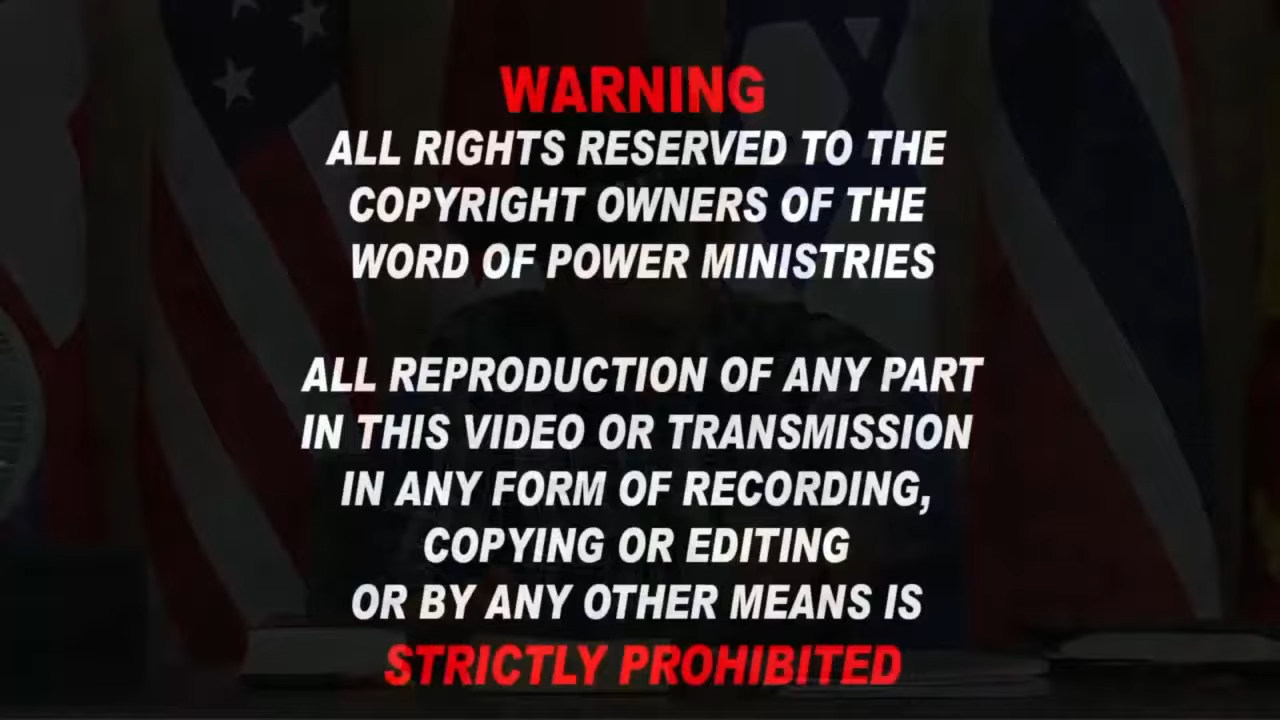 WARNING
ALL RIGHTS RESERVED TO THE
COPYRIGHT OWNERS OF THE
WORD OF POWER MINISTRIES
ALL REPRODUCTION OF ANY PART
IN THIS VIDEO OR TRANSMISSION
IN ANY FORM OF RECORDING,
COPYING OR EDITING
OR BY ANY OTHER MEANS IS
STRICTLY PROHIBITED